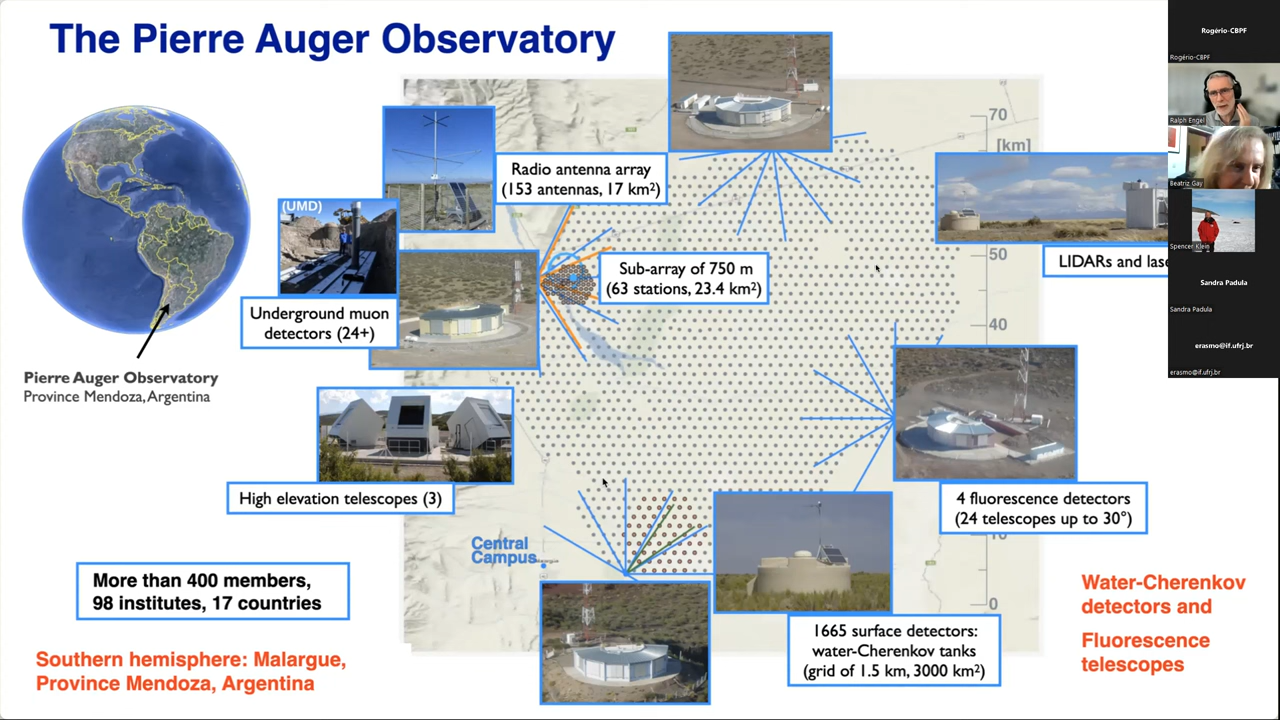 The Pierre Auger Observatory
Rogério-CBPF
Rogério-CBPF
Ralph Engel
Beatriz Gay
Spencer Klein
Sandra Padula
Sandra Padula
erasmo@if.ufrj.br
erasmo@if.ufrj.br
70
[km]
50
40
10
0
Radio antenna array
(153 antennas, 17 km²)
(UMD)
Sub-array of 750 m
(63 stations, 23.4 km²)
LIDARs and lase
Underground muon
detectors (24+)
Pierre Auger Observatory
Province Mendoza, Argentina
High elevation telescopes (3)
4 fluorescence detectors
(24 telescopes up to 30°)
Central
Campus
More than 400 members,
98 institutes, 17 countries
1665 surface detectors:
water-Cherenkov tanks
(grid of 1.5 km, 3000 km²)
Water-Cherenkov
detectors and
Fluorescence
telescopes
Southern hemisphere: Malargue,
Province Mendoza, Argentina